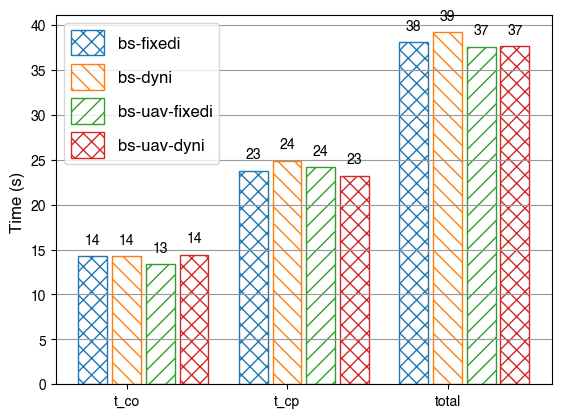 bs-fixedi
bs-dyni
bs-uav-fixedi
bs-uav-dyni
Time (s)
40
35
30
25
20
15
10
5
0
14 14 13 14
23 24 24 23
38 39 37 37
t_co t_cp total